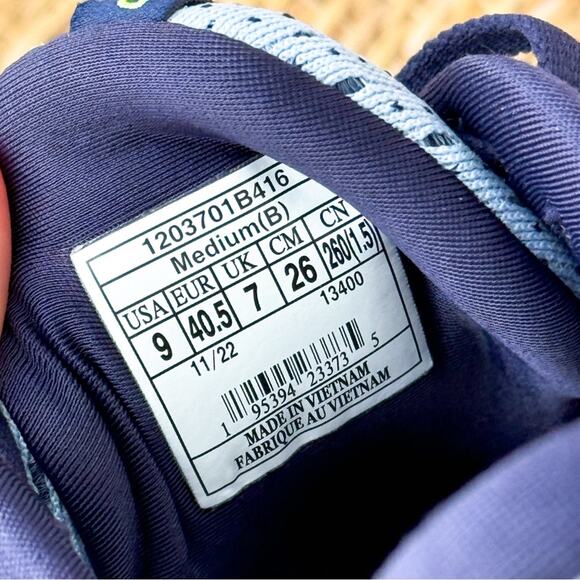 1203701B416
Medium(B)
USA EUR UK CM CN
9 40.5 7 26 260(1.5)
11/22 13400
1 95394 23373 5
MADE IN VIETNAM
FABRIQUE AU VIETNAM